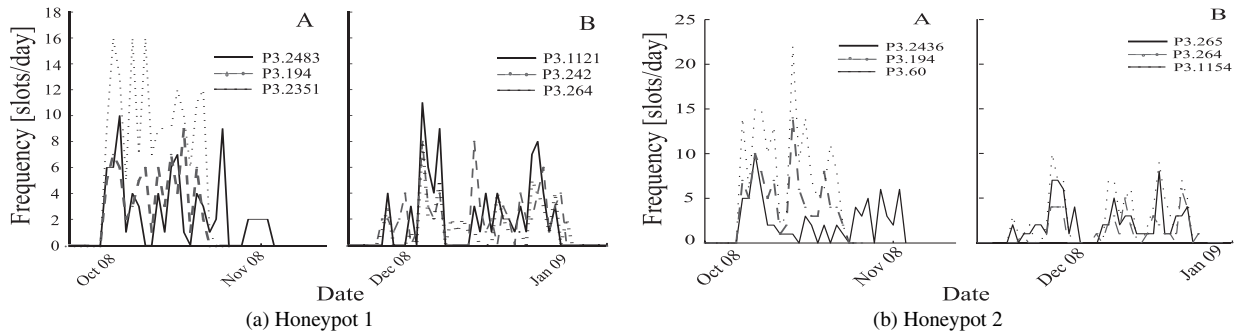 Frequency [slots/day]
18
16
14
12
10
8
6
4
2
0
A
P3.2483
P3.194
P3.2351
Oct 08
Nov 08
B
P3.1121
P3.242
P3.264
Dec 08
Jan 09
Date
(a) Honeypot 1
Frequency [slots/day]
25
20
15
10
5
0
A
P3.2436
P3.194
P3.60
Oct 08
Nov 08
B
P3.265
P3.264
P3.1154
Dec 08
Jan 09
Date
(b) Honeypot 2